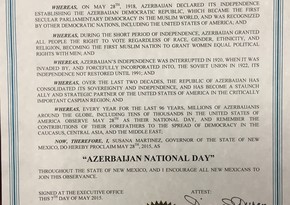 WHEREAS, ON MAY 28TH, 1918, AZERBAIJAN DECLARED ITS INDEPENDENCE
ESTABLISHING THE AZERBAIJAN DEMOCRATIC REPUBLIC, WHICH BECAME THE FIRST
SECULAR PARLIAMENTARY DEMOCRACY IN THE MUSLIM WORLD, AND WAS RECOGNIZED
BY OTHER DEMOCRATIC NATIONS, INCLUDING THE UNITED STATES OF AMERICA; AND
WHEREAS, DURING THE SHORT PERIOD OF INDEPENDENCE, AZERBAIJAN GRANTED
ALL PEOPLE THE RIGHT TO VOTE REGARDLESS OF RACE, GENDER, ETHNICITY, AND
RELIGION, BECOMING THE FIRST MUSLIM NATION TO GRANT WOMEN EQUAL POLITICAL
RIGHTS WITH MEN; AND
WHEREAS, AZERBAIJAN'S INDEPENDENCE WAS INTERRUPTED IN 1920, WHEN IT WAS
INVADED BY, AND FORCEFULLY INCORPORATED INTO, THE SOVIET UNION IN 1922, ITS
INDEPENDENCE NOT RESTORED UNTIL 1991; AND
WHEREAS, OVER THE LAST TWO DECADES, THE REPUBLIC OF AZERBAIJAN HAS
CONSOLIDATED ITS SOVEREIGNTY AND INDEPENDENCE, AND HAS BECOME A STAUNCH
ALLY AND STRATEGIC PARTNER OF THE UNITED STATES OF AMERICA IN THE CRITICALLY
IMPORTANT CASPIAN REGION; AND
WHEREAS, EVERY YEAR FOR THE LAST 96 YEARS, MILLIONS OF AZERBAIJANIS
AROUND THE GLOBE, INCLUDING TENS OF THOUSANDS IN THE UNITED STATES OF
AMERICA OBSERVE MAY 28TH AS THEIR NATIONAL DAY, AND REMEMBER THE
CONTRIBUTIONS OF THEIR FOREFATHERS TO THE SPREAD OF DEMOCRACY IN THE
CAUCASUS, CENTRAL ASIA, AND THE MIDDLE EAST.
NOW, THEREFORE, I, SUSANA MARTINEZ, GOVERNOR OF THE STATE OF NEW
MEXICO, DO HEREBY PROCLAIM MAY 28TH, 2015, AS
"AZERBAIJAN NATIONAL DAY"
THROUGHOUT THE STATE OF NEW MEXICO, AND I ENCOURAGE ALL NEW MEXICANS TO
JOIN THIS OBSERVANCE.
SIGNED AT THE EXECUTIVE OFFICE
THIS 7TH DAY OF MAY 2015.
ATTEST